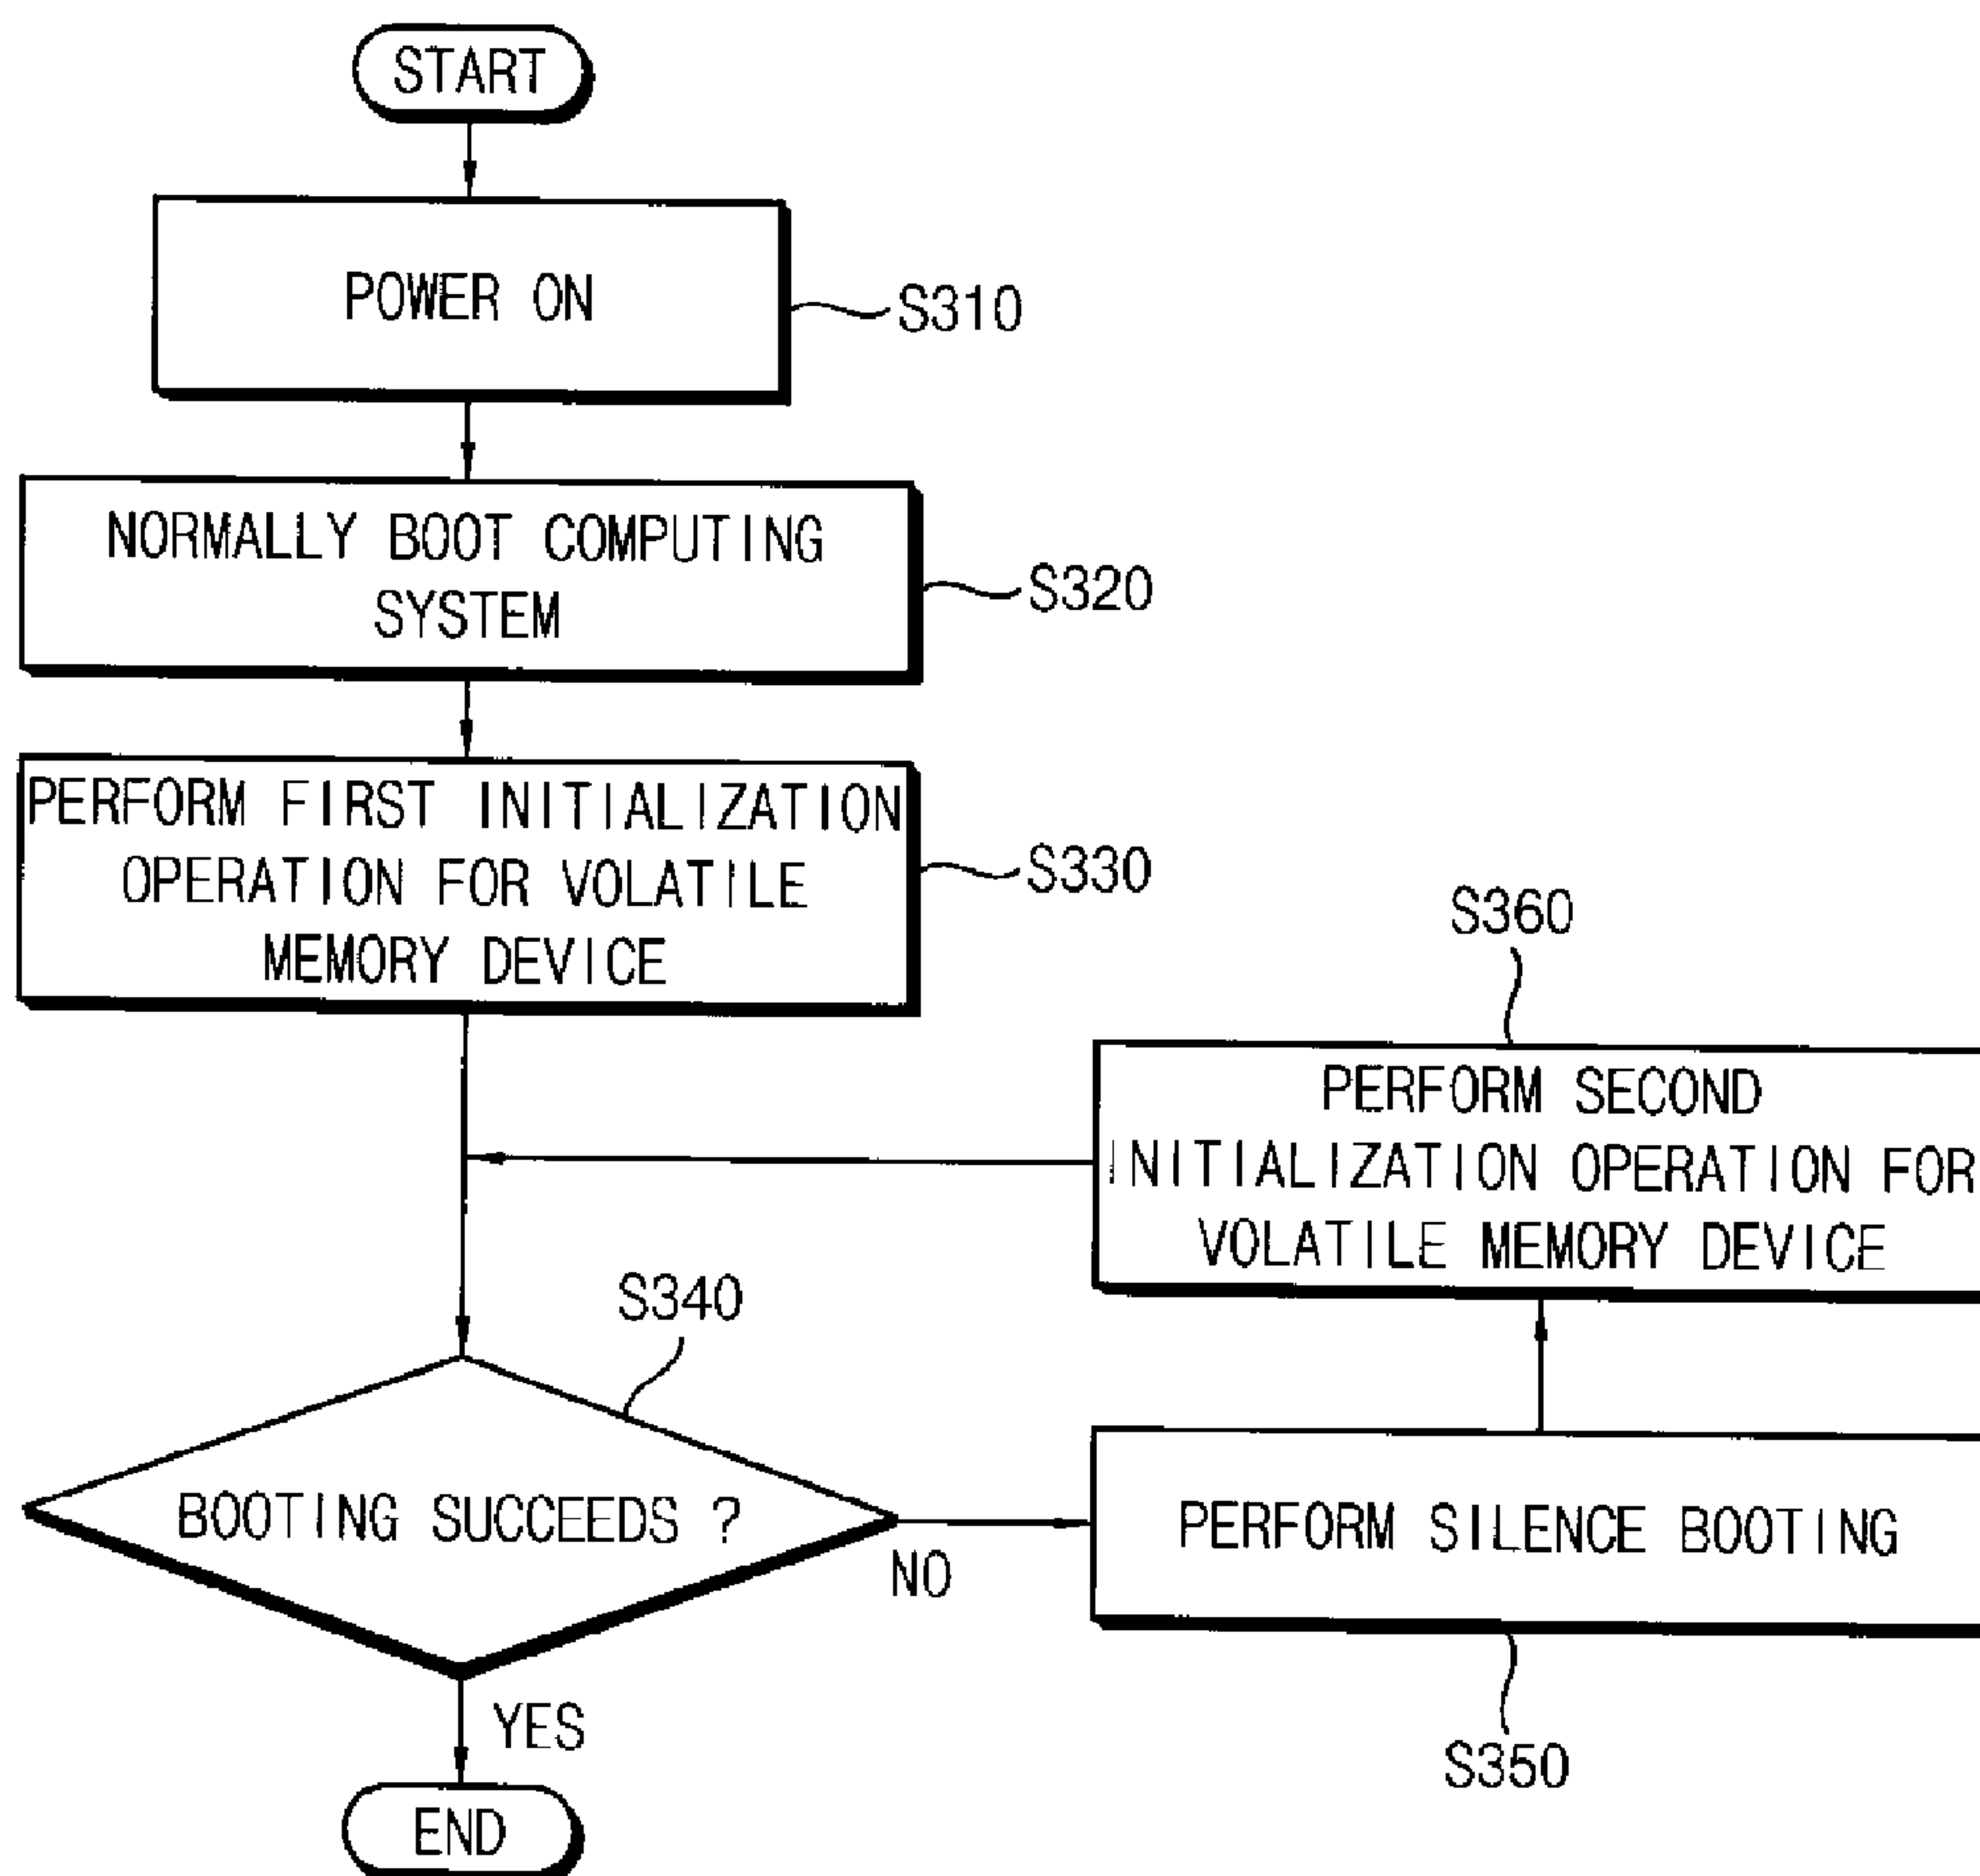 START
POWER ON
S310
NORMALLY BOOT COMPUTING
SYSTEM
S320
PERFORM FIRST INITIALIZATION
OPERATION FOR VOLATILE
MEMORY DEVICE
S330
S360
PERFORM SECOND
INITIALIZATION OPERATION FOR
VOLATILE MEMORY DEVICE
S340
BOOTING SUCCEEDS ?
NO
PERFORM SILENCE BOOTING
S350
YES
END